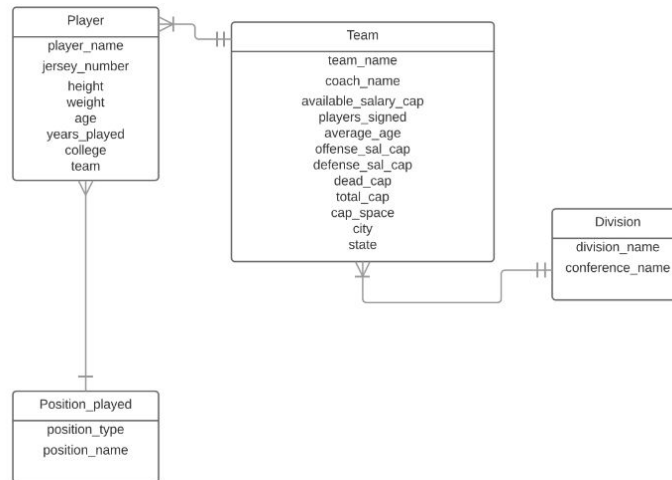 Player
player_name
jersey_number
height
weight
age
years_played
college
team
Team
team_name
coach_name
available_salary_cap
players_signed
average_age
offense_sal_cap
defense_sal_cap
dead_cap
total_cap
cap_space
city
state
Division
division_name
conference_name
Position_played
position_type
position_name